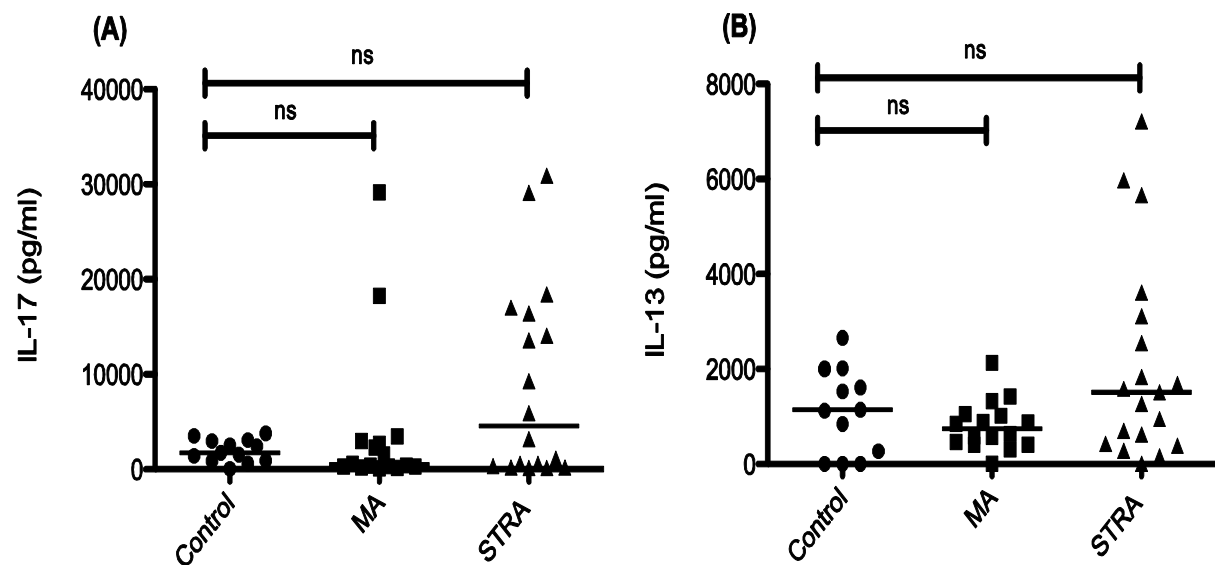 (A)
ns
ns
IL-17 (pg/ml)
40000
30000
20000
10000
0
Control
MA
STRA
(B)
ns
ns
IL-13 (pg/ml)
8000
6000
4000
2000
0
Control
MA
STRA